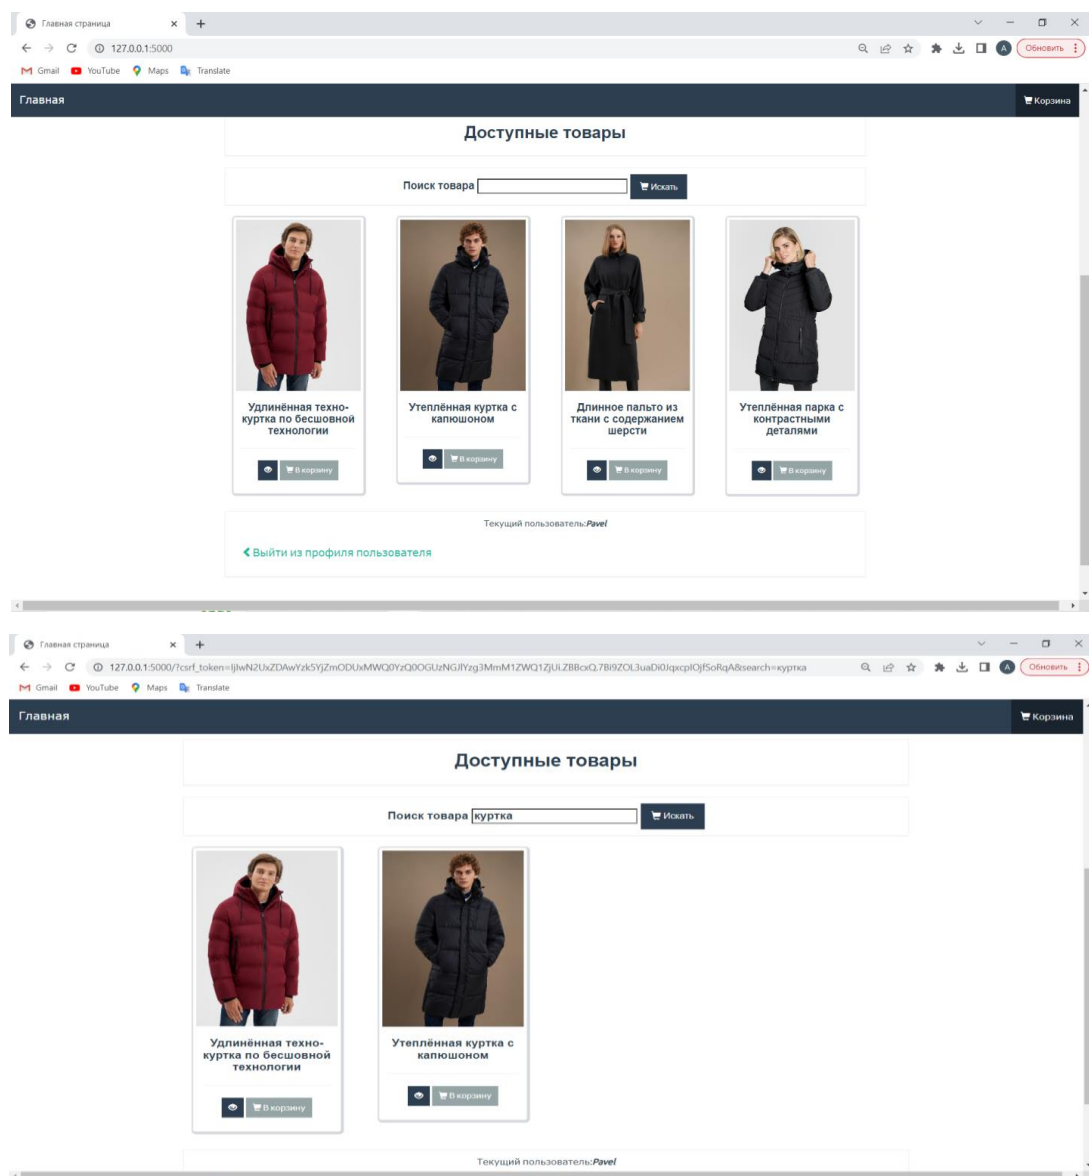 Главная страница
127.0.0.1:5000
Обновить
Gmail YouTube Maps Translate
Главная
Корзина
Доступные товары
Поиск товара
Искать
Удлинённая техно-
куртка по бесшовной
технологии
В корзину
Утеплённая куртка с
капюшоном
В корзину
Длинное пальто из
ткани с содержанием
шерсти
В корзину
Утеплённая парка с
контрастными
деталями
В корзину
Текущий пользователь:Pavel
Выйти из профиля пользователя
Главная страница
Обновить
Gmail YouTube Maps Translate
Главная
Корзина
Доступные товары
Поиск товара куртка
Искать
Удлинённая техно-
куртка по бесшовной
технологии
В корзину
Утеплённая куртка с
капюшоном
В корзину
Текущий пользователь:Pavel